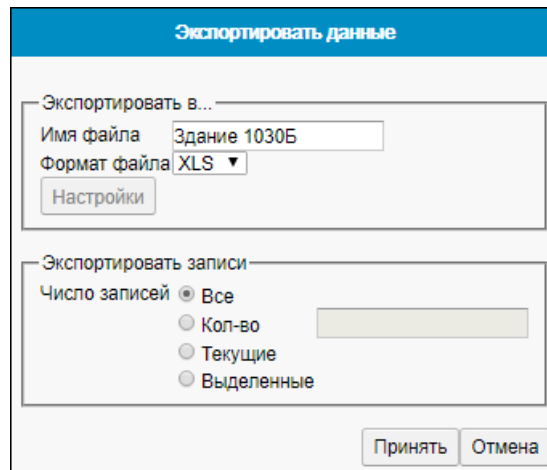 Экспортировать данные
Экспортировать в...
Имя файла Здание 1030Б
Формат файла XLS
Настройки
Экспортировать записи
Число записей Все
Кол-во
Текущие
Выделенные
Принять Отмена